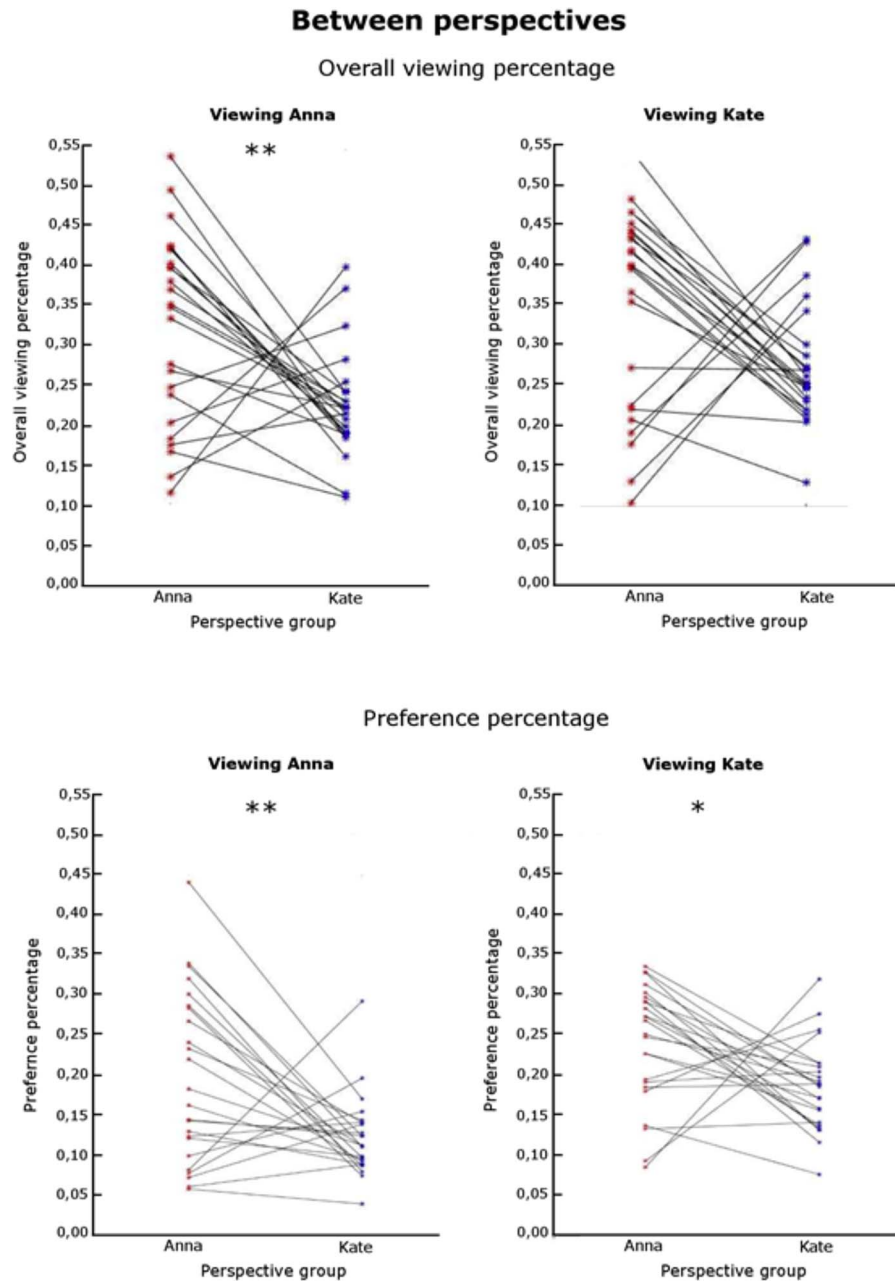 Between perspectives
Overall viewing percentage
Viewing Anna
**
0,55
0,50
0,45
0,40
0,35
0,30
0,25
0,20
0,15
0,10
0,05
0,00
Overall viewing percentage
Anna Kate
Perspective group
Viewing Kate
0,55
0,50
0,45
0,40
0,35
0,30
0,25
0,20
0,15
0,10
0,05
0,00
Overall viewing percentage
Anna Kate
Perspective group
Preference percentage
Viewing Anna
**
0,55
0,50
0,45
0,40
0,35
0,30
0,25
0,20
0,15
0,10
0,05
0,00
Prefernce percentage
Anna Kate
Perspective group
Viewing Kate
*
0,55
0,50
0,45
0,40
0,35
0,30
0,25
0,20
0,15
0,10
0,05
0,00
Preference percentage
Anna Kate
Perspective group